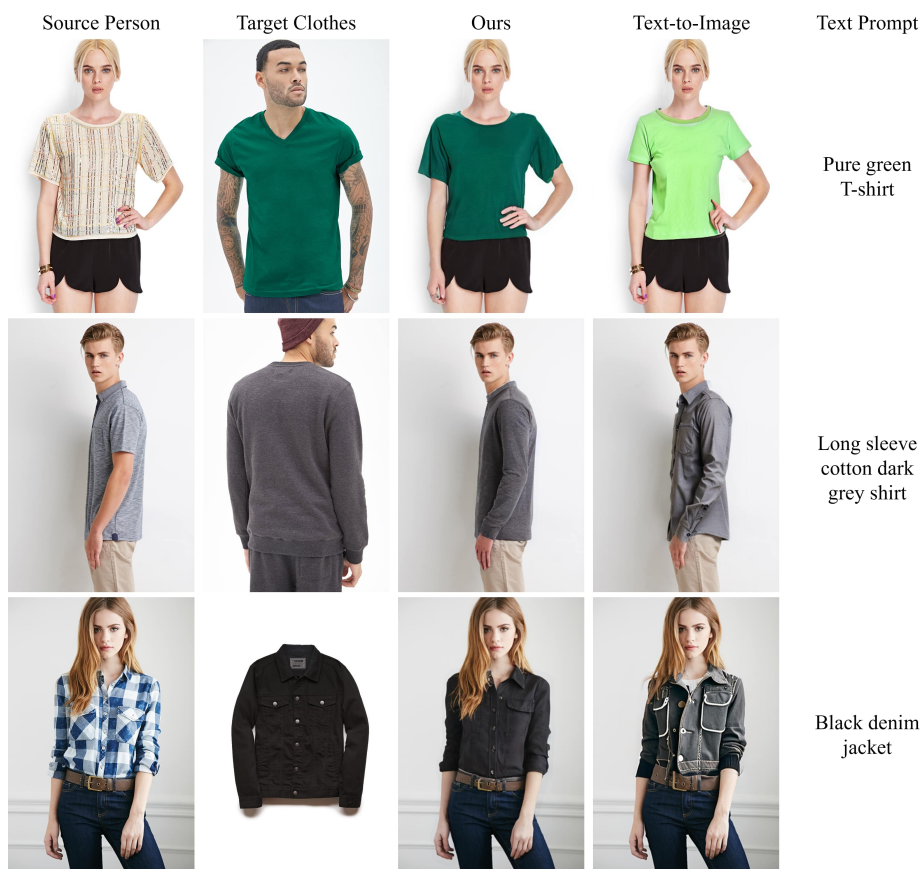 Source Person
Target Clothes
Ours
Text-to-Image
Text Prompt
Pure green
T-shirt
Long sleeve
cotton dark
grey shirt
Black denim
jacket